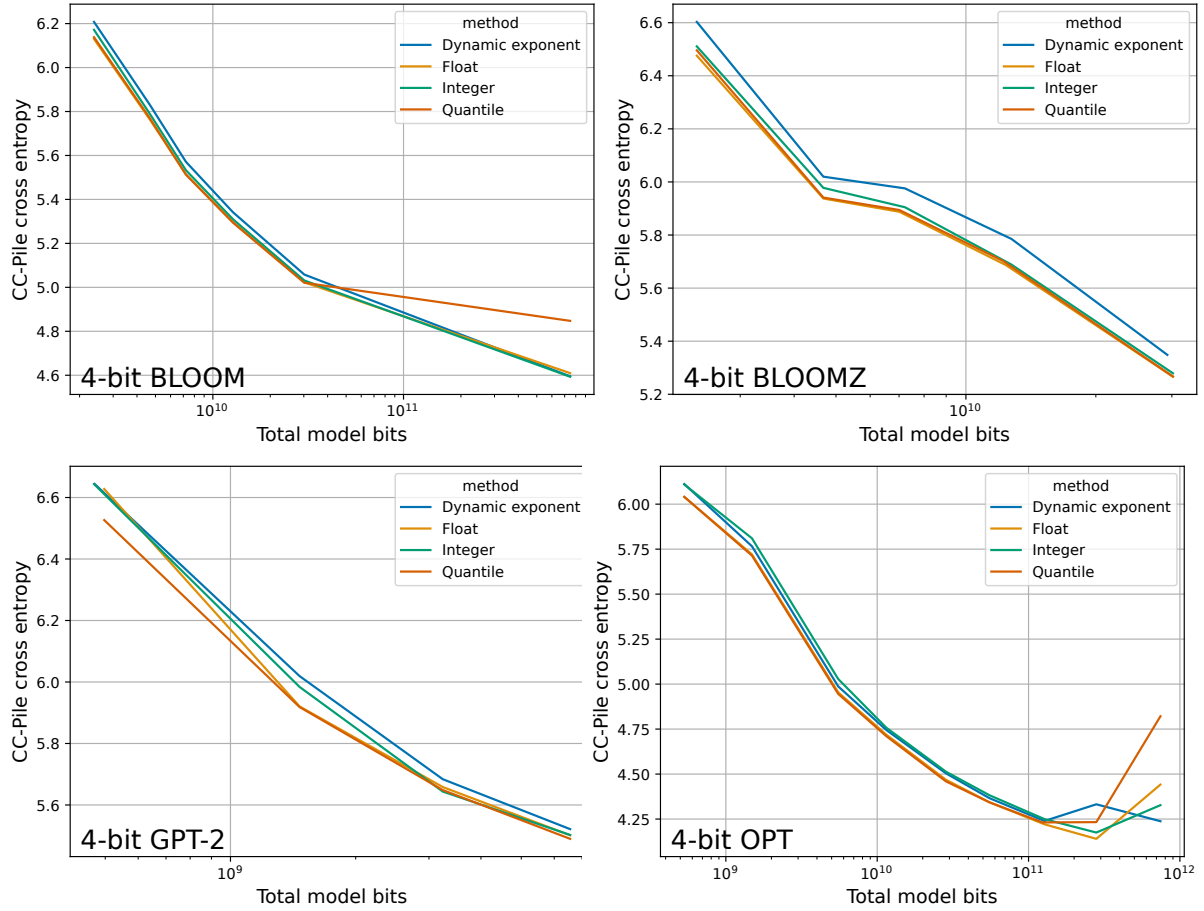 method
Dynamic exponent
Float
Integer
Quantile
6.2
6.0
5.8
5.6
5.4
5.2
5.0
4.8
4.6
CC-Pile cross entropy
4-bit BLOOM
10^10
10^11
Total model bits
method
Dynamic exponent
Float
Integer
Quantile
6.6
6.4
6.2
6.0
5.8
5.6
5.4
5.2
CC-Pile cross entropy
4-bit BLOOMZ
10^10
Total model bits
method
Dynamic exponent
Float
Integer
Quantile
6.6
6.4
6.2
6.0
5.8
5.6
CC-Pile cross entropy
4-bit GPT-2
10^9
Total model bits
method
Dynamic exponent
Float
Integer
Quantile
6.00
5.75
5.50
5.25
5.00
4.75
4.50
4.25
CC-Pile cross entropy
4-bit OPT
10^9
10^10
10^11
10^12
Total model bits